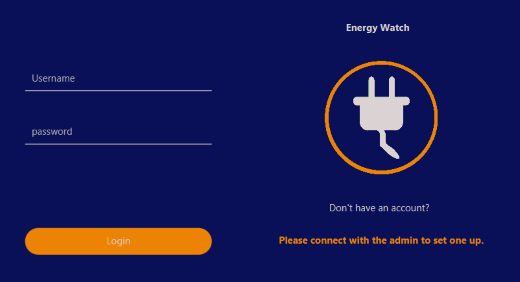 Username
password
Login
Energy Watch
Don't have an account?
Please connect with the admin to set one up.